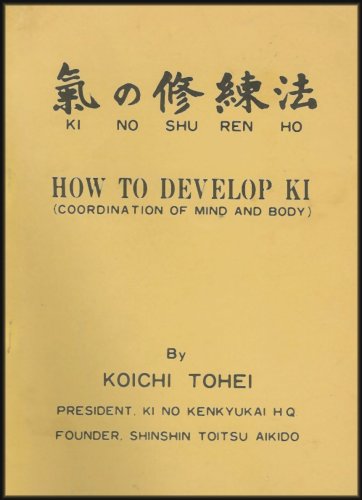 氣の修練法
KI NO SHU REN HO
HOW TO DEVELOP KI
(COORDINATION OF MIND AND BODY)
By
KOICHI TOHEI
PRESIDENT, KI NO KENKYUKAI H Q.
FOUNDER, SHINSHIN TOITSU AIKIDO